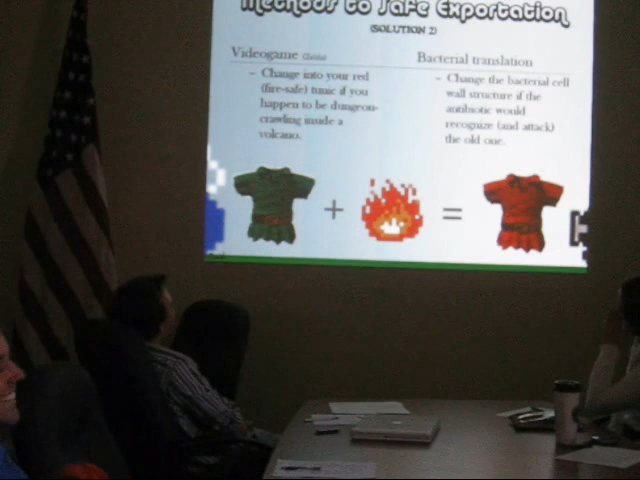 Methods to Safe Exportation
(SOLUTION 2)
Videogame
– Change into your red
(fire-safe) tunic if you
happen to be dungeon-
crawling inside a
volcano.
Bacterial translation
– Change the bacterial cell
wall structure if the
antibiotic would
recognize (and attack)
the old one.
+ =